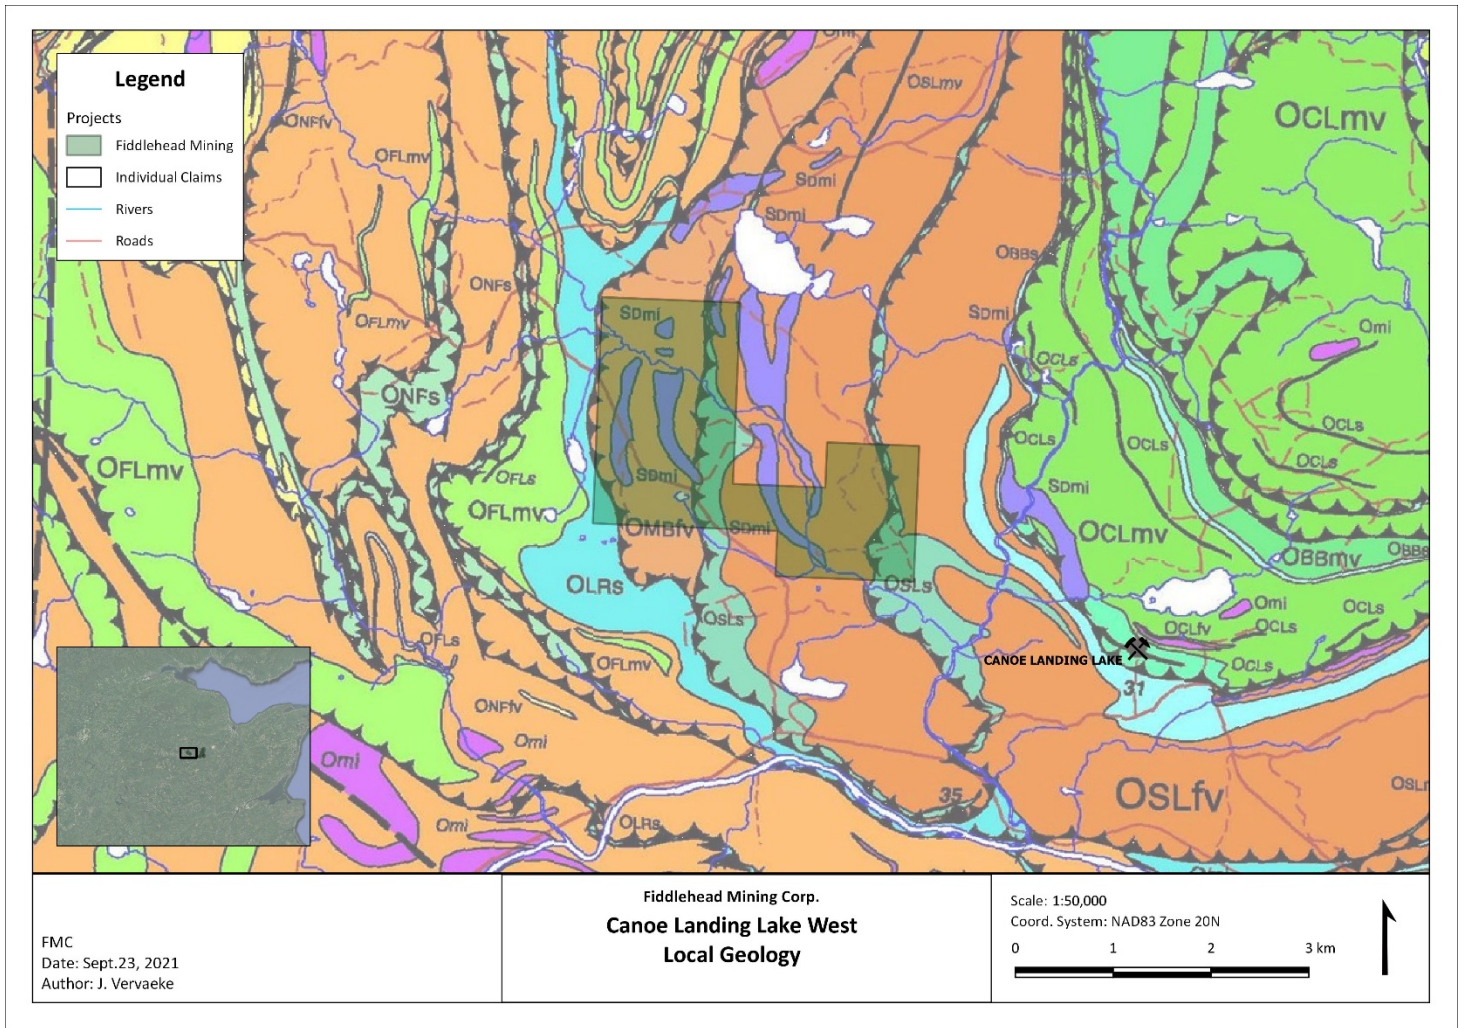 Legend
Projects
Fiddlehead Mining
Individual Claims
Rivers
Roads
Omi
OSLmv
OCLmv
ONFfv
OFLmv
SDmi
SDmi
OBBs
ONFs
OFLmv
SDmi
SDmi
Omi
OCLs
ONFs
OCLs
OCLs
OCLs
OCLs
OFLmv
OFLs
SDmi
SDmi
OFLmv
OMBfv
SDmi
OCLmv
OBBmv
OBBs
OLRs
OSLs
Omi
OCLs
OSLs
OCLfv
OCLs
OFLs
OFLmv
CANOE LANDING LAKE
OCLs
31
ONFfv
Omi
Omi
OSLfv
35
Omi
OLRs
Fiddlehead Mining Corp.
Canoe Landing Lake West
Local Geology
FMC
Date: Sept.23, 2021
Author: J. Vervaeke
Scale: 1:50,000
Coord. System: NAD83 Zone 20N
0 1 2 3 km